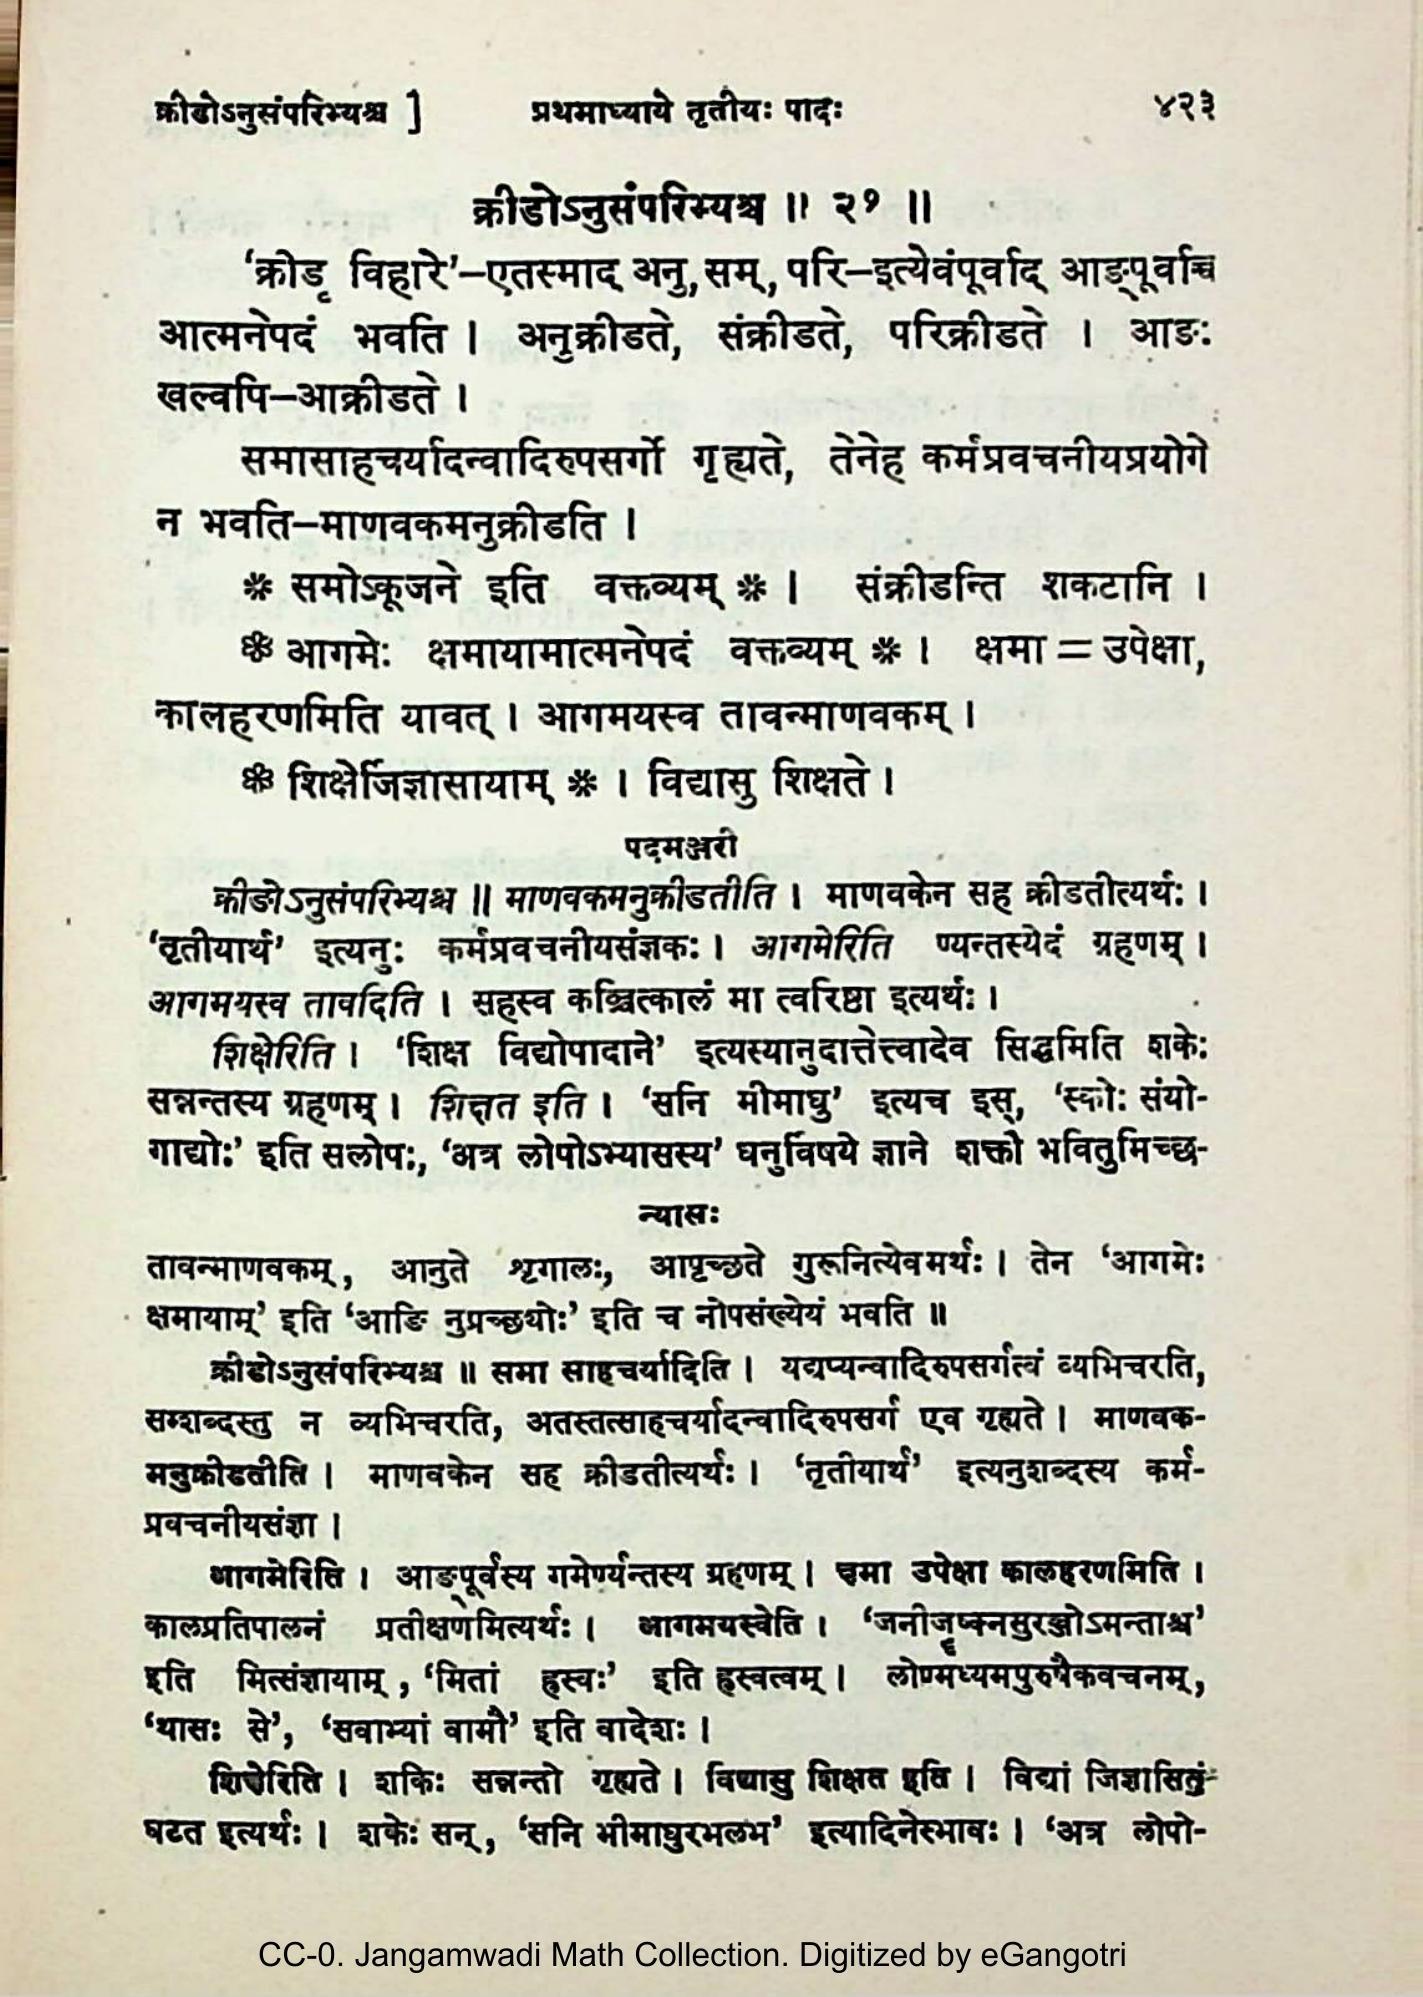 क्रीडोऽनुसंपरिभ्यश्च ] प्रथमाध्याये तृतीयः पादः ४२३
क्रीडोऽनुसंपरिभ्यश्च ॥ २१ ॥
‘क्रीडृ विहारे’–एतस्माद् अनु, सम्, परि–इत्येवंपूर्वाद् आङ्पूर्वाच्च
आत्मनेपदं भवति । अनुक्रीडते, संक्रीडते, परिक्रीडते । आङः
खल्वपि–आक्रीडते ।
समासाहचर्यादन्वादिरुपसर्गो गृह्यते, तेनेह कर्मप्रवचनीयप्रयोगे
न भवति–माणवकमनुक्रीडति ।
* समोऽकूजने इति वक्तव्यम् * । संक्रीडन्ति शकटानि ।
* आगमेः क्षमायामात्मनेपदं वक्तव्यम् * । क्षमा = उपेक्षा,
कालहरणमिति यावत् । आगमयस्व तावन्माणवकम् ।
* शिक्षेर्जिज्ञासायाम् * । विद्यासु शिक्षते ।
पदमञ्जरी
क्रीडोऽनुसंपरिभ्यश्च ॥ माणवकमनुक्रीडतीति । माणवकेन सह क्रीडतीत्यर्थः ।
‘तृतीयार्थ’ इत्यनुः कर्मप्रवचनीयसंज्ञकः । आगमेरिति ण्यन्तस्येदं ग्रहणम् ।
आगमयस्व तावदिति । सहस्व कञ्चित्कालं मा त्वरिष्ठा इत्यर्थः ।
शिक्षेरिति । ‘शिक्ष विद्योपादाने’ इत्यस्यानुदात्तेत्त्वादेव सिद्धमिति शकेः
सन्नन्तस्य ग्रहणम् । शिक्षत इति । ‘सनि मीमाघु’ इत्यच इस्, ‘स्कोः संयो-
गाद्योः’ इति सलोपः, ‘अत्र लोपोऽभ्यासस्य’ धनुर्विषये ज्ञाने शक्तो भवितुमिच्छ-
न्यासः
तावन्माणवकम्, आनुते शृगालः, आपृच्छते गुरूनित्येवमर्थः । तेन ‘आगमेः
क्षमायाम्’ इति ‘आङि नुप्रच्छयोः’ इति च नोपसंख्येयं भवति ॥
क्रीडोऽनुसंपरिभ्यश्च ॥ समा साहचर्यादिति । यद्यप्यन्वादिरुपसर्गत्वं व्यभिचरति,
सम्शब्दस्तु न व्यभिचरति, अतस्तत्साहचर्यादन्वादिरुपसर्ग एव गृह्यते । माणवक-
मनुक्रीडतीति । माणवकेन सह क्रीडतीत्यर्थः । ‘तृतीयार्थ’ इत्यनुशब्दस्य कर्म-
प्रवचनीयसंज्ञा ।
आगमेरिति । आङ्पूर्वस्य गमेर्ण्यन्तस्य ग्रहणम् । क्षमा उपेक्षा कालहरणमिति ।
कालप्रतिपालनं प्रतीक्षणमित्यर्थः । आगमयस्वेति । ‘जनीजॄष्क्नसुरञ्जोऽमन्ताश्च’
इति मित्संज्ञायाम्, ‘मितां ह्रस्वः’ इति ह्रस्वत्वम् । लोण्मध्यमपुरुषैकवचनम्,
‘थासः से’, ‘सवाभ्यां वामौ’ इति वादेशः ।
शिक्षेरिति । शकिः सन्नन्तो गृह्यते । विद्यासु शिक्षत इति । विद्यां जिज्ञासितुं
घटत इत्यर्थः । शकेः सन्, ‘सनि मीमाघुरभलभ’ इत्यादिनेस्भावः । ‘अत्र लोपो-
CC-0. Jangamwadi Math Collection. Digitized by eGangotri